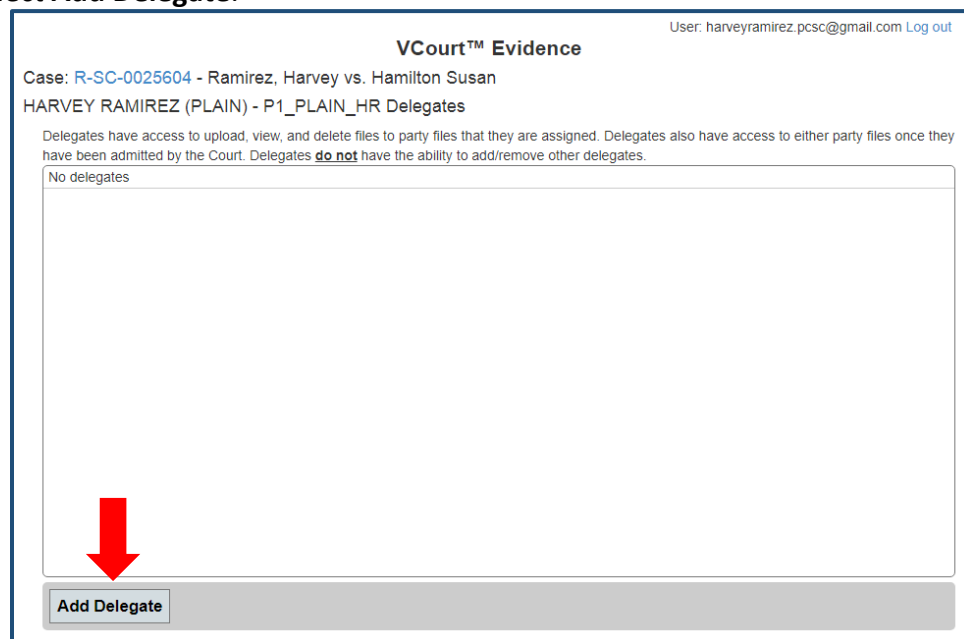 Add Delegate.
User: harveyramirez.pcsc@gmail.com Log out
VCourt™ Evidence
Case: R-SC-0025604 - Ramirez, Harvey vs. Hamilton Susan
HARVEY RAMIREZ (PLAIN) - P1_PLAIN_HR Delegates
Delegates have access to upload, view, and delete files to party files that they are assigned. Delegates also have access to either party files once they
have been admitted by the Court. Delegates do not have the ability to add/remove other delegates.
No delegates
Add Delegate